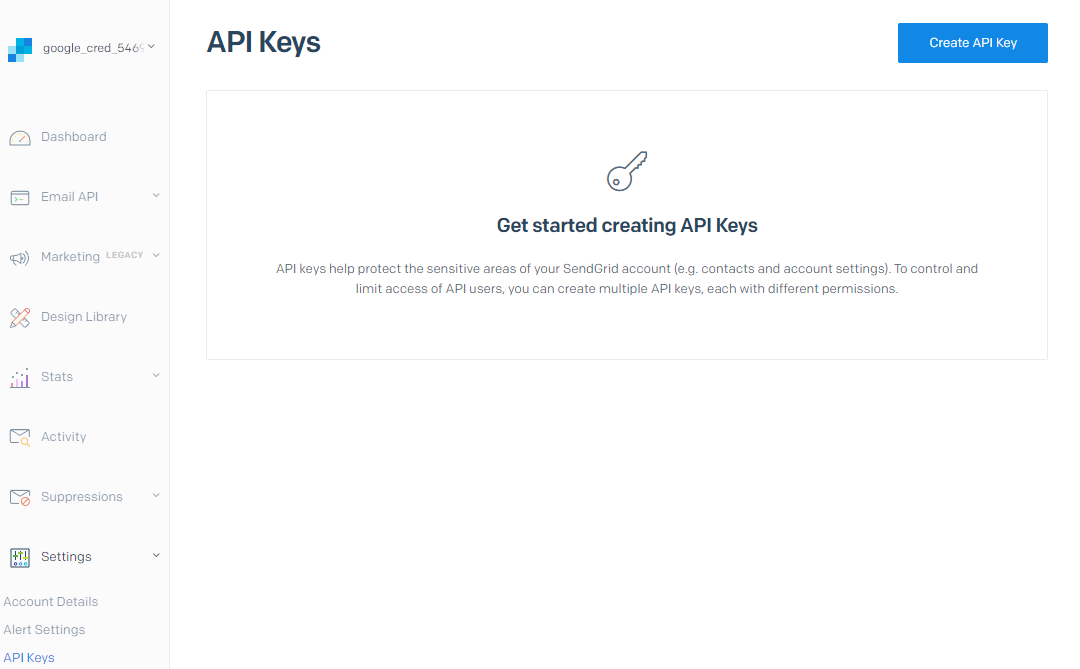 google_cred_5469
API Keys
Create API Key
Dashboard
Email API
Marketing LEGACY
Design Library
Stats
Activity
Suppressions
Settings
Account Details
Alert Settings
API Keys
Get started creating API Keys
API keys help protect the sensitive areas of your SendGrid account (e.g. contacts and account settings). To control and
limit access of API users, you can create multiple API keys, each with different permissions.